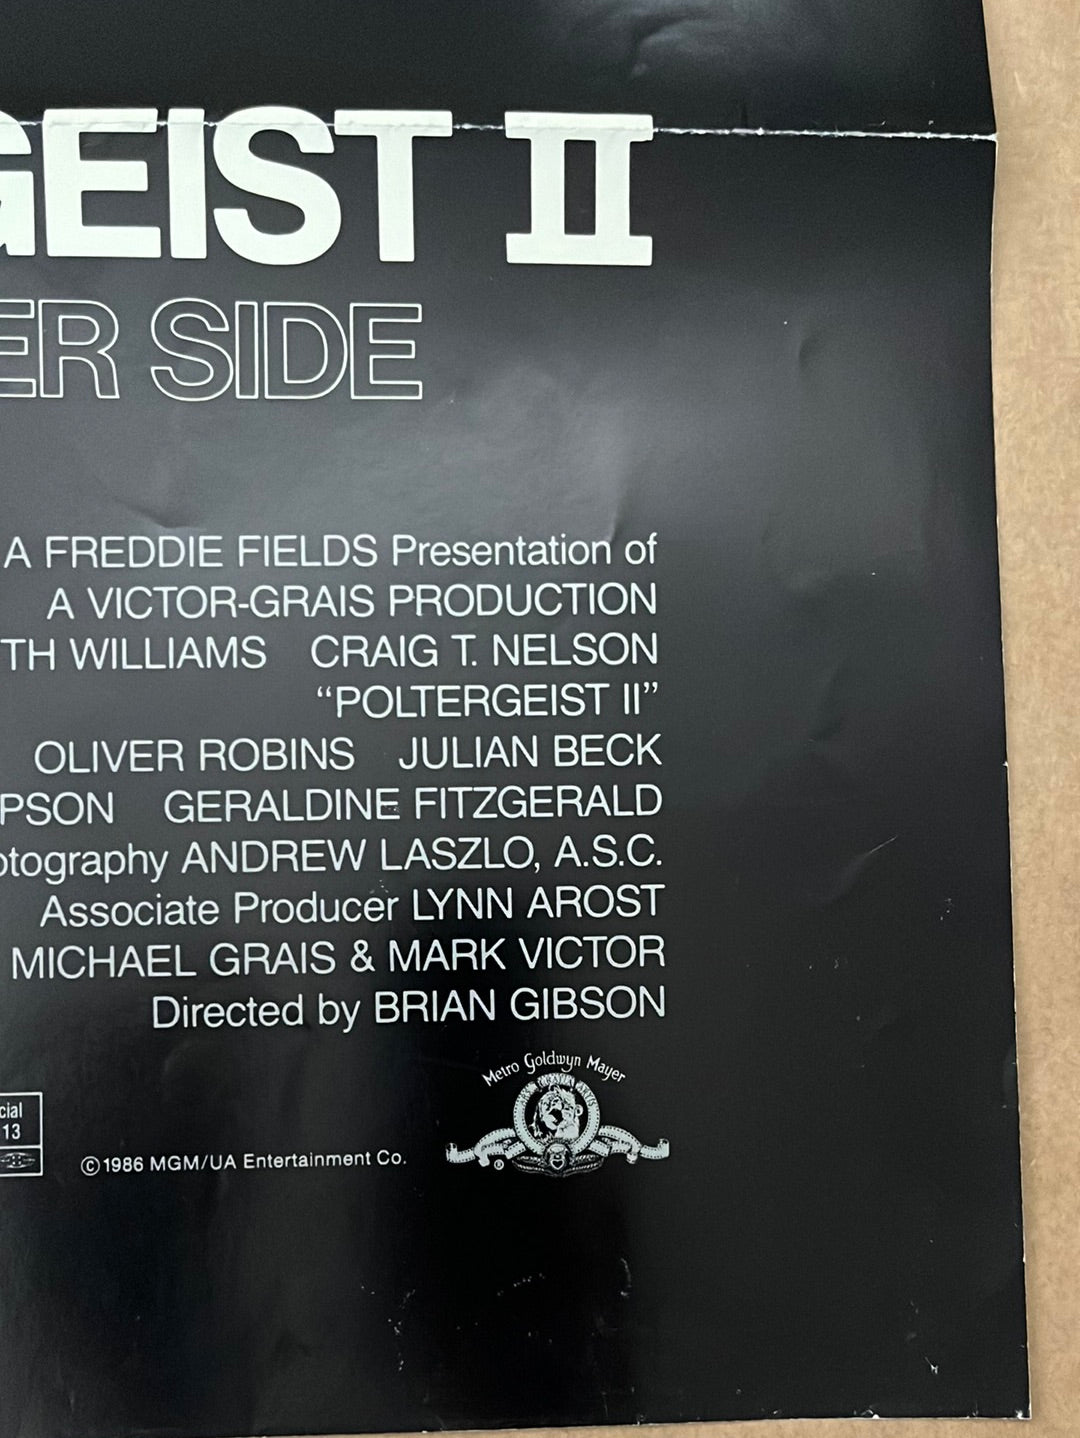 GEIST II
ER SIDE
A FREDDIE FIELDS Presentation of
A VICTOR-GRAIS PRODUCTION
TH WILLIAMS CRAIG T. NELSON
“POLTERGEIST II”
OLIVER ROBINS JULIAN BECK
PSON GERALDINE FITZGERALD
otography ANDREW LASZLO, A.S.C.
Associate Producer LYNN AROST
MICHAEL GRAIS & MARK VICTOR
Directed by BRIAN GIBSON
Metro Goldwyn Mayer
cial
13
©1986 MGM/UA Entertainment Co.
®